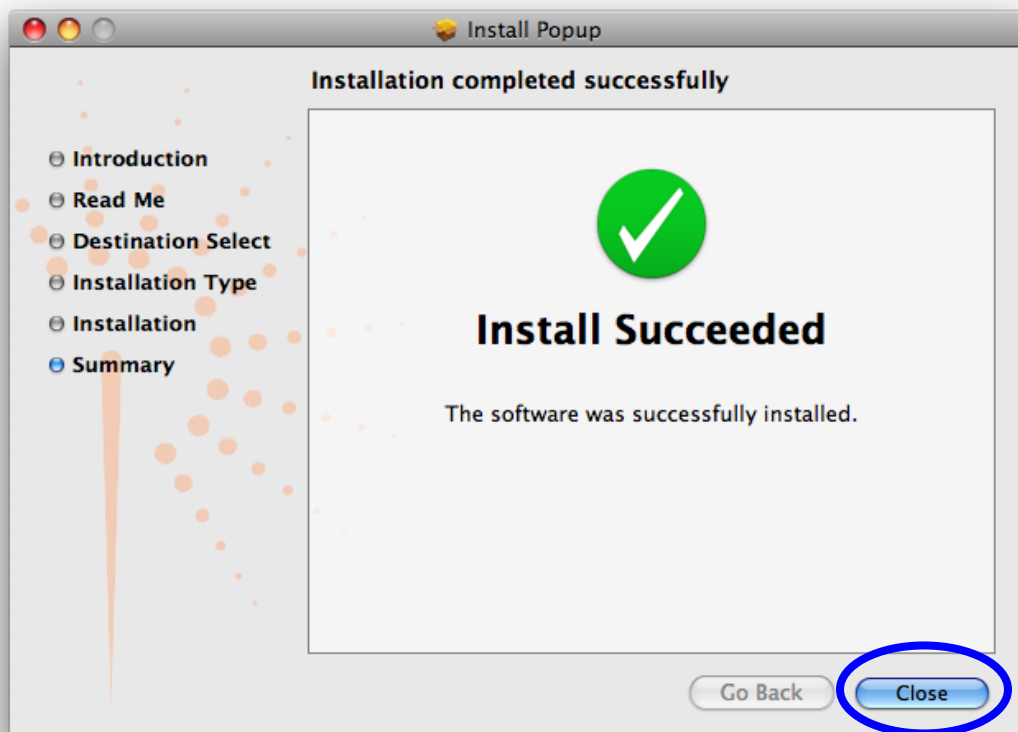 Install Popup
Installation completed successfully
Introduction
Read Me
Destination Select
Installation Type
Installation
Summary
Install Succeeded
The software was successfully installed.
Go Back
Close